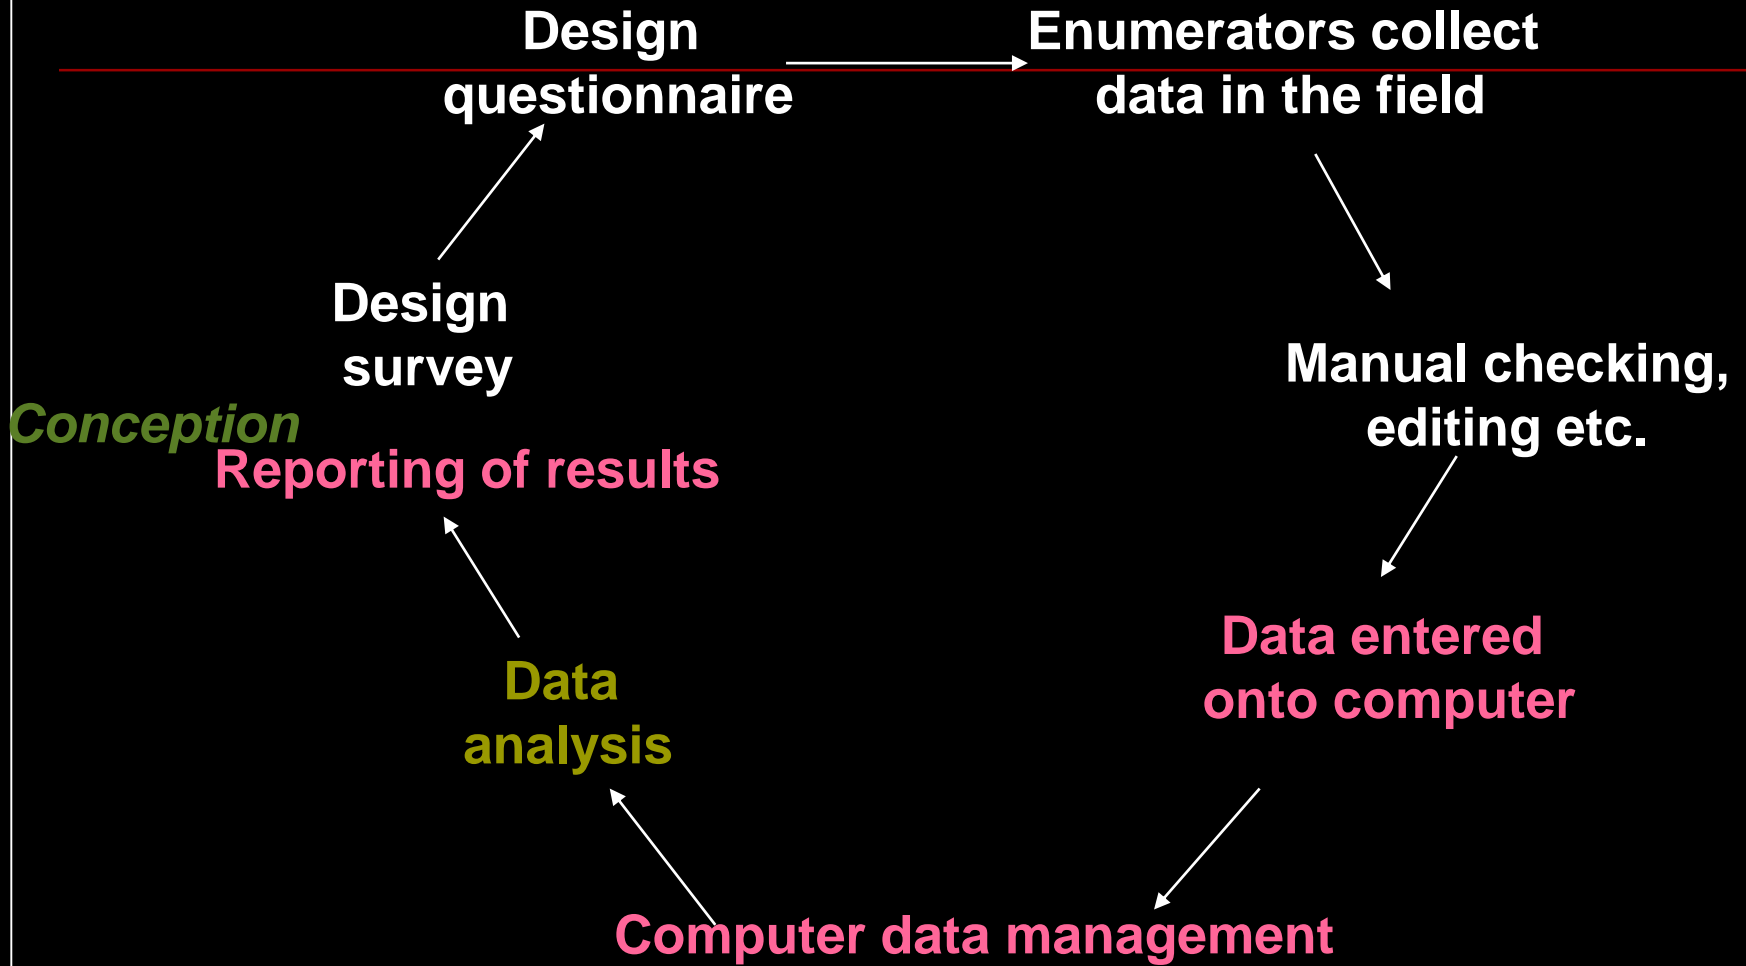 Design
questionnaire
Enumerators collect
data in the field
Design
survey
Manual checking,
editing etc.
Conception
Reporting of results
Data entered
onto computer
Data
analysis
Computer data management